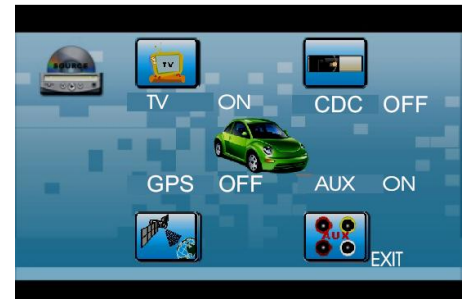 SOURCE
TV
TV ON
CDC OFF
GPS OFF
AUX ON
AUX
EXIT